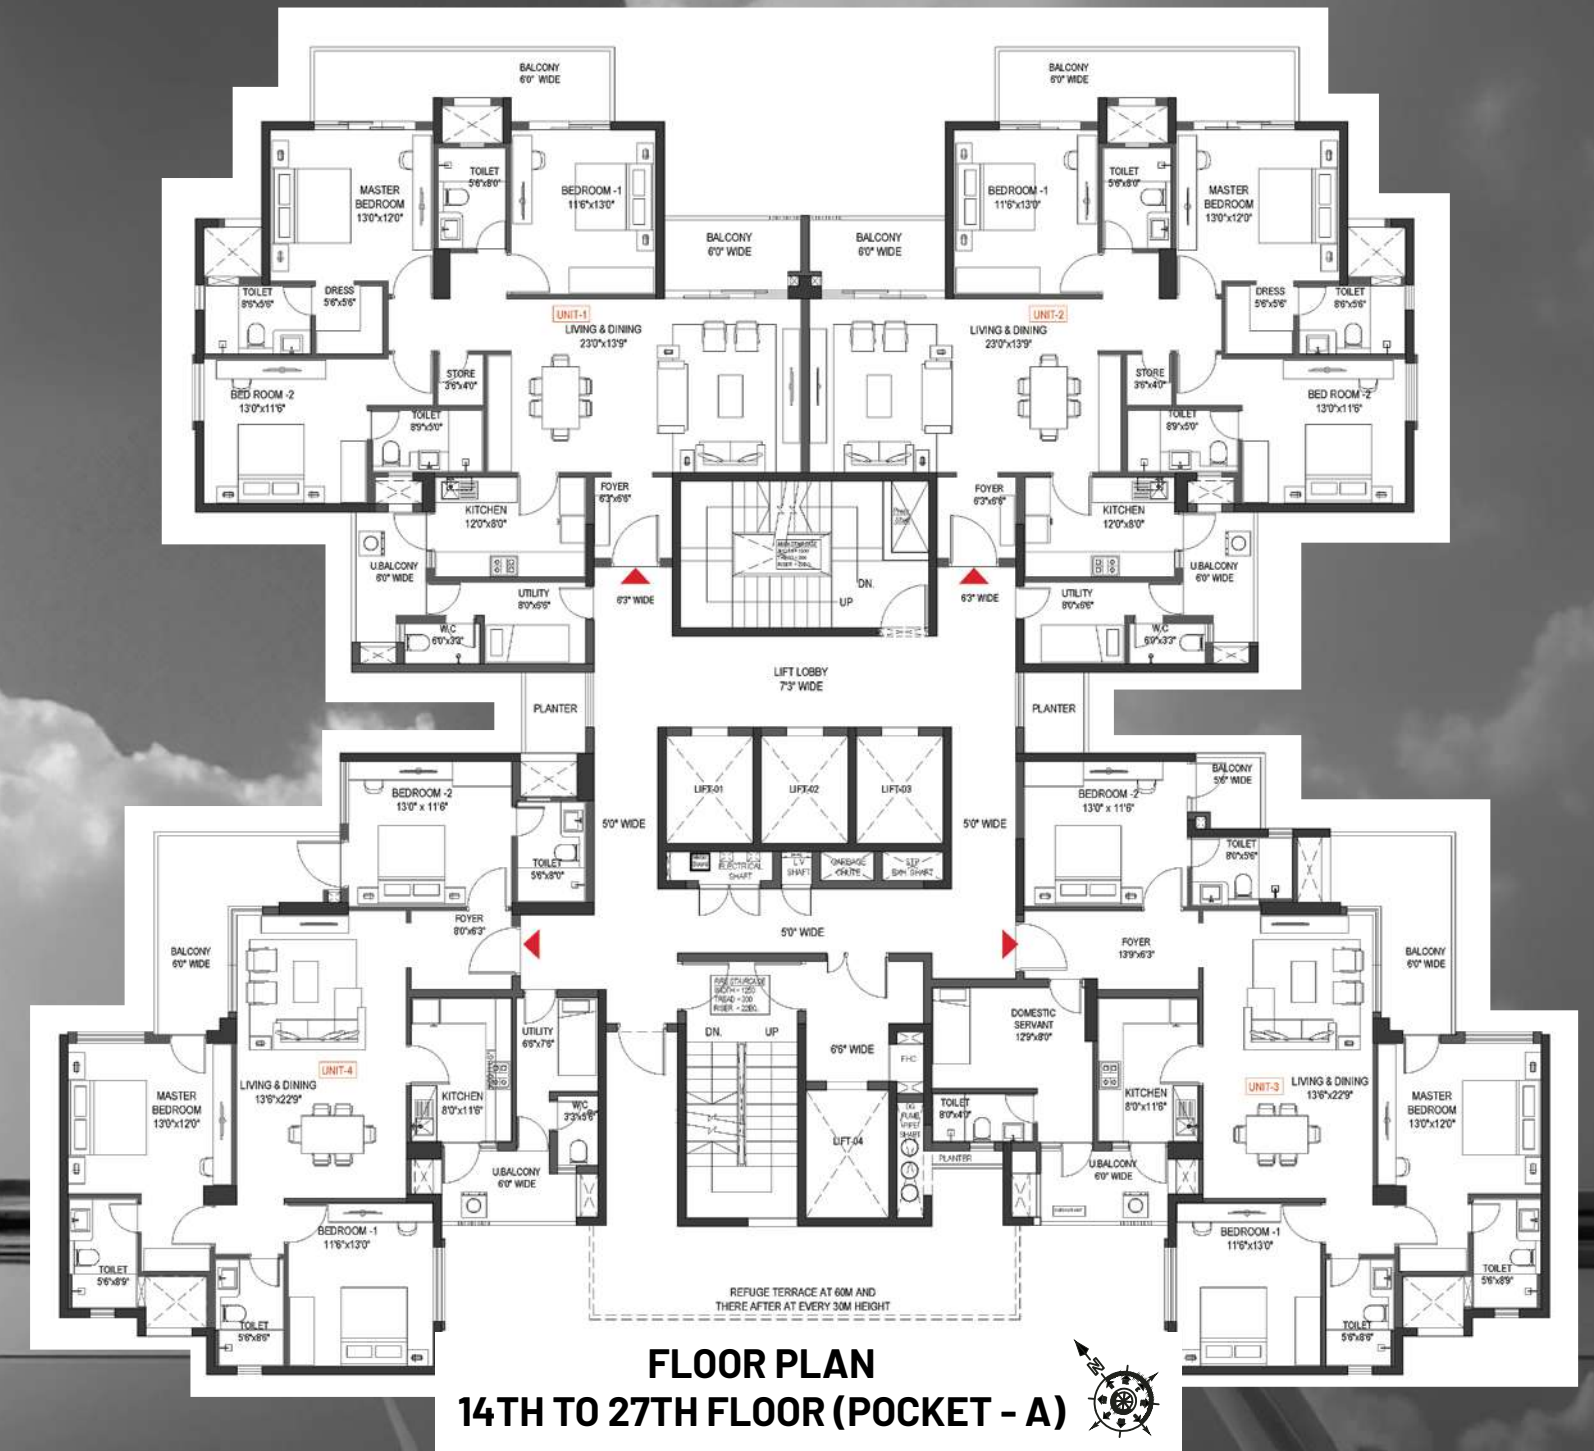 BALCONY
6'0" WIDE
BALCONY
6'0" WIDE
TOILET
5'6"x8'0"
MASTER
BEDROOM
13'0"x12'0"
BEDROOM -1
11'6"x13'0"
BEDROOM -1
11'6"x13'0"
TOILET
5'6"x8'0"
MASTER
BEDROOM
13'0"x12'0"
BALCONY
6'0" WIDE
BALCONY
6'0" WIDE
TOILET
8'6"x5'6"
DRESS
5'6"x5'6"
UNIT-1
LIVING & DINING
23'0"x13'9"
UNIT-2
LIVING & DINING
23'0"x13'9"
DRESS
5'6"x5'6"
TOILET
8'6"x5'6"
STORE
3'6"x4'0"
BED ROOM -2
13'0"x11'6"
TOILET
8'9"x5'0"
STORE
3'6"x4'0"
BED ROOM -2
13'0"x11'6"
TOILET
8'9"x5'0"
FOYER
6'3"x6'6"
KITCHEN
12'0"x8'0"
FOYER
6'3"x6'6"
KITCHEN
12'0"x8'0"
U.BALCONY
6'0" WIDE
UTILITY
8'0"x6'6"
6'3" WIDE
DN.
UP
6'3" WIDE
UTILITY
8'0"x6'6"
U.BALCONY
6'0" WIDE
W.C
6'0"x3'3"
W.C
6'0"x3'3"
LIFT LOBBY
7'3" WIDE
PLANTER
PLANTER
BEDROOM -2
13'0" x 11'6"
LIFT-01
LIFT-02
LIFT-03
BEDROOM -2
13'0" x 11'6"
BALCONY
5'6" WIDE
5'0" WIDE
5'0" WIDE
TOILET
5'6"x8'0"
ELECTRICAL
SHAFT
L.V
SHAFT
GARBAGE
CHUTE
STP
EXH SHAFT
TOILET
8'0"x5'6"
FOYER
8'0"x6'3"
5'0" WIDE
FOYER
13'9"x6'3"
BALCONY
6'0" WIDE
BALCONY
6'0" WIDE
FIRE STAIRCASE
WIDTH - 1250
TREAD - 300
DN.
UP
UTILITY
6'6"x7'6"
6'6" WIDE
FHC
DOMESTIC
SERVANT
12'9"x8'0"
UNIT-4
LIVING & DINING
13'6"x22'9"
MASTER
BEDROOM
13'0"x12'0"
KITCHEN
8'0"x11'6"
W.C
3'3"x5'6"
LIFT-04
TOILET
8'0"x4'0"
KITCHEN
8'0"x11'6"
UNIT-3
LIVING & DINING
13'6"x22'9"
MASTER
BEDROOM
13'0"x12'0"
PLANTER
U.BALCONY
6'0" WIDE
U.BALCONY
6'0" WIDE
BEDROOM -1
11'6"x13'0"
BEDROOM -1
11'6"x13'0"
TOILET
5'6"x8'9"
TOILET
5'6"x8'9"
TOILET
5'6"x8'6"
TOILET
5'6"x8'6"
REFUGE TERRACE AT 60M AND
THERE AFTER AT EVERY 30M HEIGHT
FLOOR PLAN
14TH TO 27TH FLOOR (POCKET - A)
N